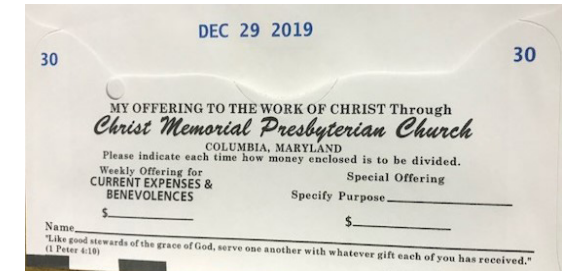 DEC 29 2019
30 30
MY OFFERING TO THE WORK OF CHRIST Through
Christ Memorial Presbyterian Church
COLUMBIA, MARYLAND
Please indicate each time how money enclosed is to be divided.
Weekly Offering for Special Offering
CURRENT EXPENSES &
BENEVOLENCES Specify Purpose
$ $
Name
"Like good stewards of the grace of God, serve one another with whatever gift each of you has received."
(1 Peter 4:10)